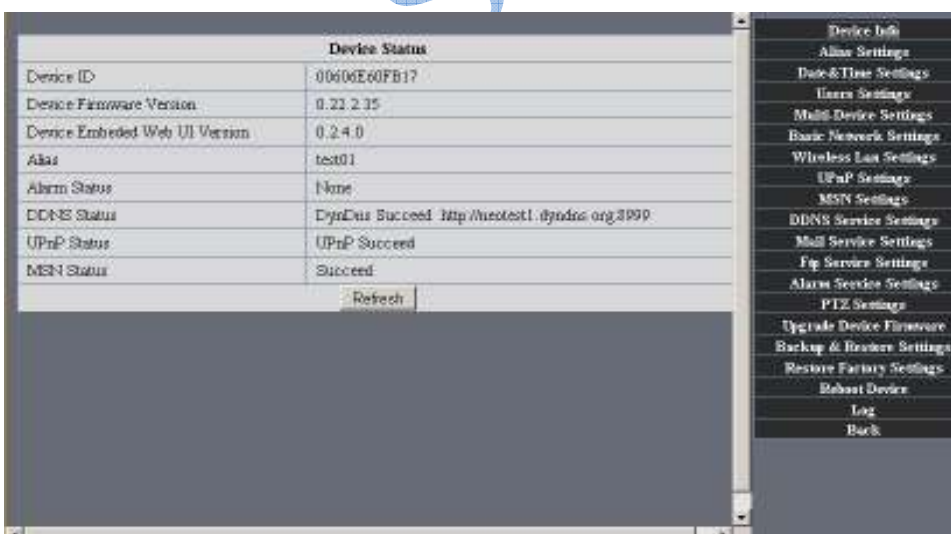 Device Status
Device ID 00606E60FB17
Device Firmware Version 0.22.2.35
Device Embeded Web UI Version 0.2.4.0
Alias test01
Alarm Status None
DDNS Status DynDns Succeed http://neotest1.dyndns.org:8999
UPnP Status UPnP Succeed
MSN Status Succeed
Refresh
Device Info
Alias Settings
Date&Time Settings
Users Settings
Multi-Device Settings
Basic Network Settings
Wireless Lan Settings
UPnP Settings
MSN Settings
DDNS Service Settings
Mail Service Settings
Ftp Service Settings
Alarm Service Settings
PTZ Settings
Upgrade Device Firmware
Backup & Restore Settings
Restore Factory Settings
Reboot Device
Log
Back